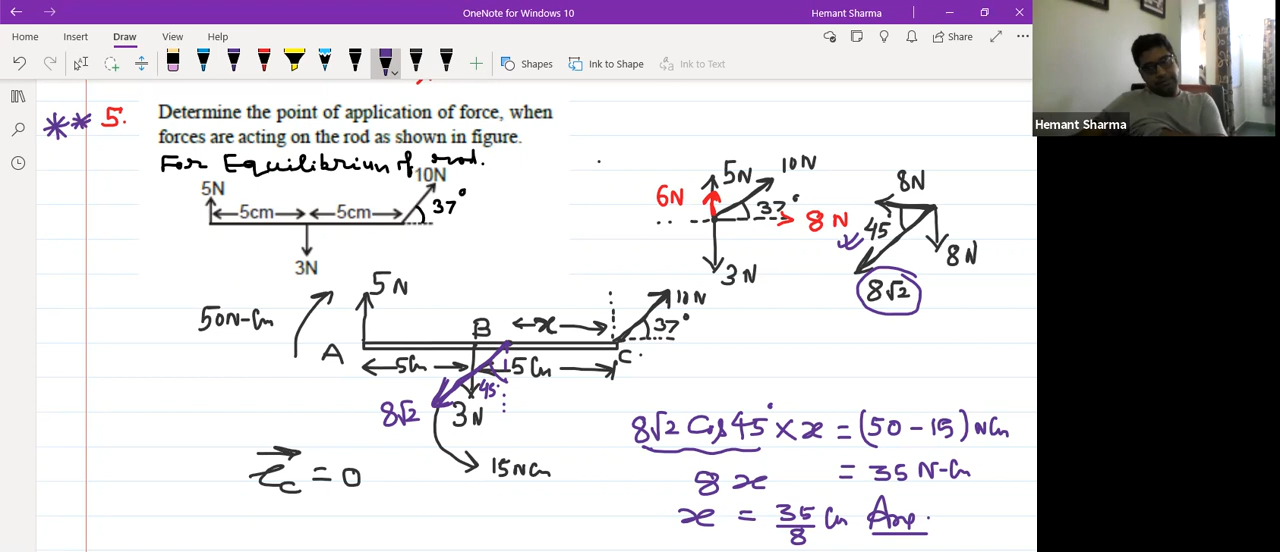 OneNote for Windows 10
Hemant Sharma
Home Insert Draw View Help
Share
Shapes
Ink to Shape
Ink to Text
Hemant Sharma
** 5.
Determine the point of application of force, when
forces are acting on the rod as shown in figure.
For Equilibrium of rod.
5N
10N
37°
5cm
5cm
3N
5N
10N
6N
37°
8 N
3N
8N
45°
8N
8√2
50N-Cm
5N
10N
37°
A
B
x
C
5Cm
5Cm
45°
8√2
3N
15NCm
τc = 0
8√2 Cos 45° × x = (50 - 15) NCm
8 x = 35 N-Cm
x = 35/8 Cm Ans.